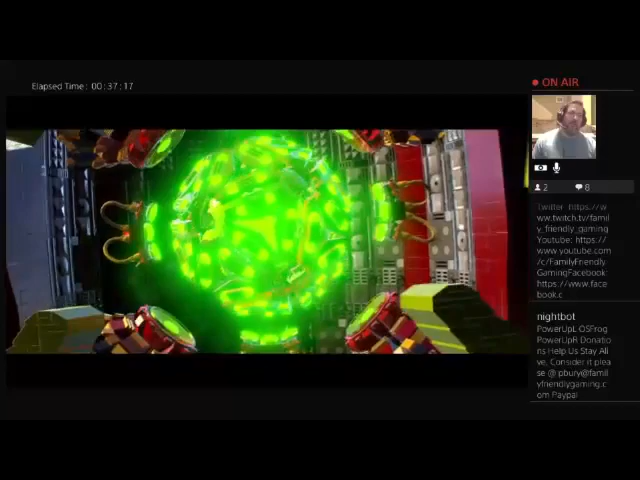 Elapsed Time: 00:37:17
ON AIR
2
8
Twitter: https://w
ww.twitch.tv/famil
y_friendly_gaming
Youtube: https://
www.youtube.com
/c/FamilyFriendly
GamingFacebook:
https://www.face
book.c
nightbot
PowerUpL OSFrog
PowerUpR Donatio
ns Help Us Stay Ali
ve, Consider it plea
se @ pbury@famil
yfriendlygaming.c
om Paypal